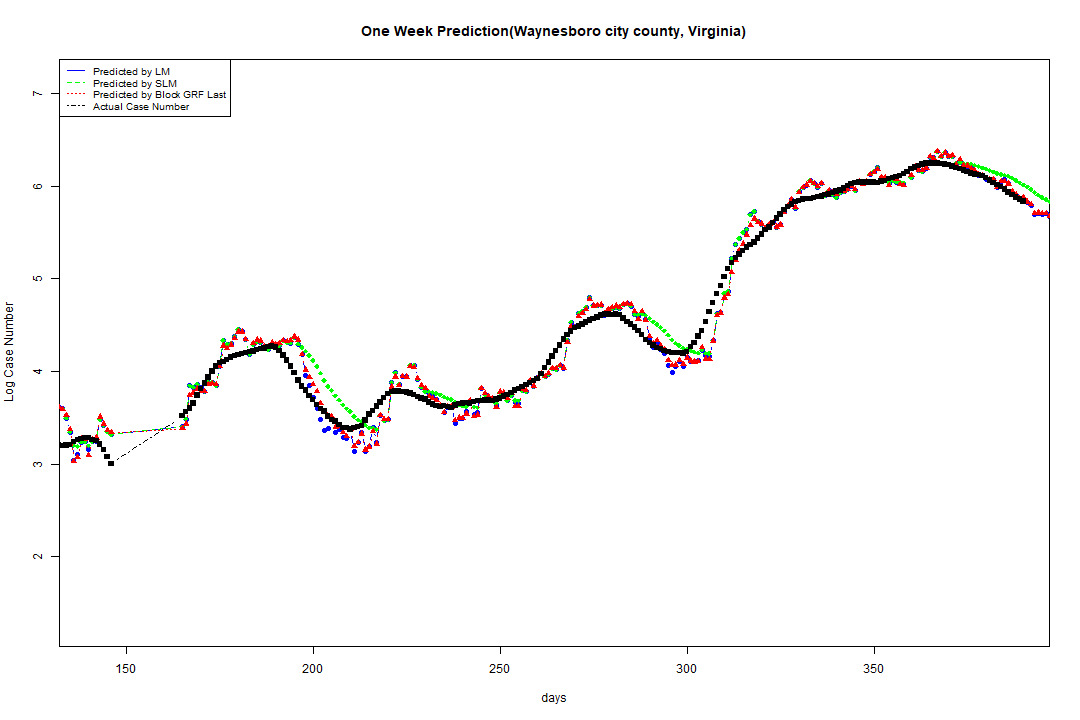 One Week Prediction(Waynesboro city county, Virginia)
Predicted by LM
Predicted by SLM
Predicted by Block GRF Last
Actual Case Number
7
6
5
4
3
2
Log Case Number
150 200 250 300 350
days